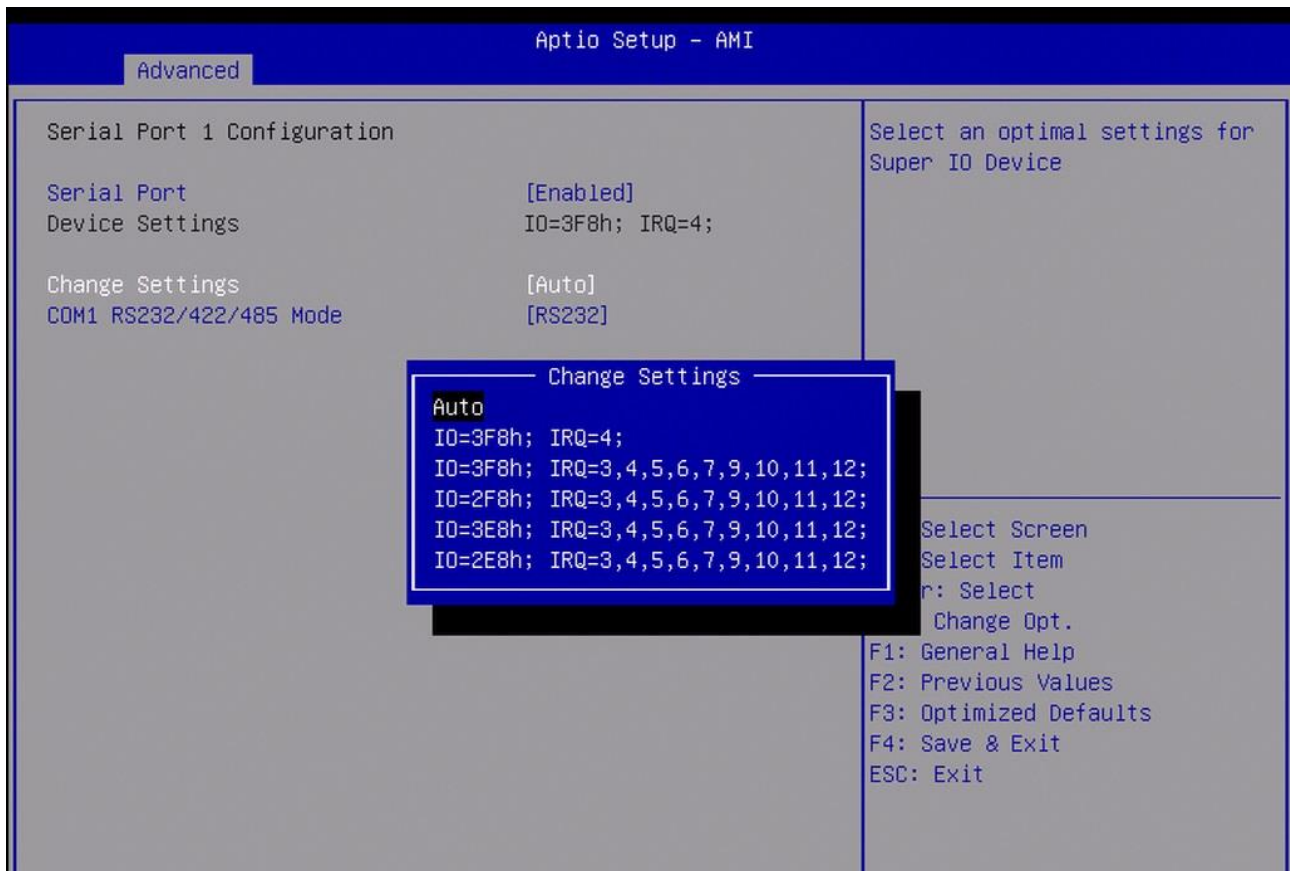 Aptio Setup – AMI
Advanced
Serial Port 1 Configuration
Serial Port [Enabled]
Device Settings IO=3F8h; IRQ=4;
Change Settings [Auto]
COM1 RS232/422/485 Mode [RS232]
Select an optimal settings for
Super IO Device
Change Settings
Auto
IO=3F8h; IRQ=4;
IO=3F8h; IRQ=3,4,5,6,7,9,10,11,12;
IO=2F8h; IRQ=3,4,5,6,7,9,10,11,12;
IO=3E8h; IRQ=3,4,5,6,7,9,10,11,12;
IO=2E8h; IRQ=3,4,5,6,7,9,10,11,12;
Select Screen
Select Item
r: Select
Change Opt.
F1: General Help
F2: Previous Values
F3: Optimized Defaults
F4: Save & Exit
ESC: Exit